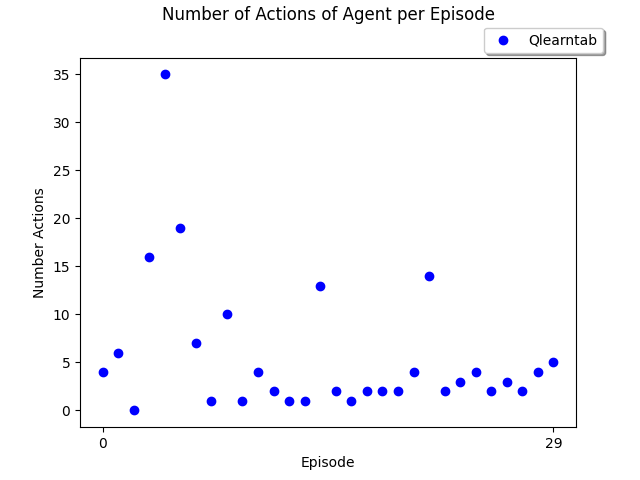 Number of Actions of Agent per Episode
Qlearntab
35
30
25
20
15
10
5
0
Number Actions
0 29
Episode